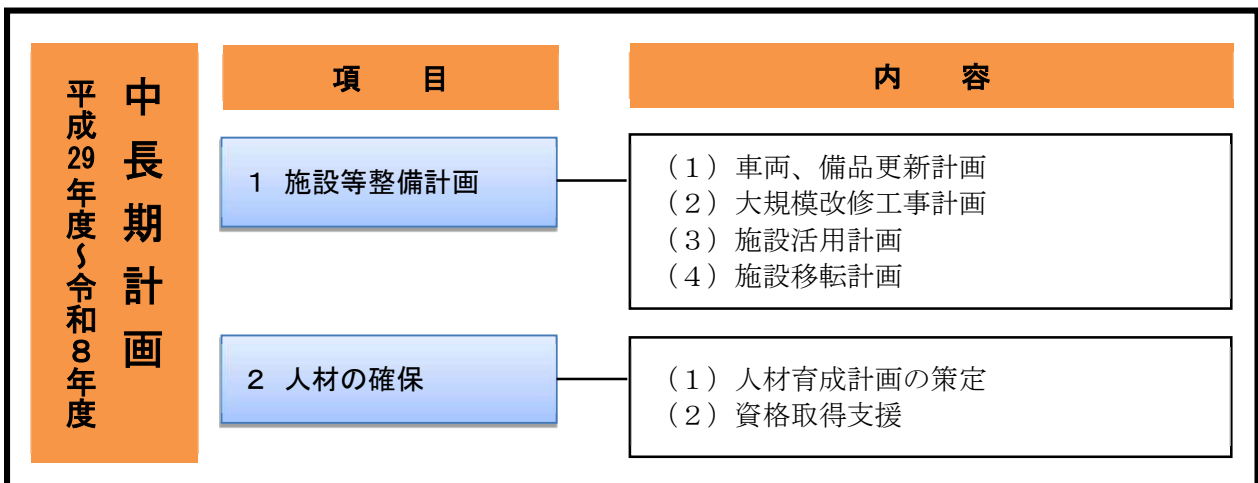 中長期計画
平成29年度～令和８年度
項　目
内　容
１ 施設等整備計画
（１）車両、備品更新計画
（２）大規模改修工事計画
（３）施設活用計画
（４）施設移転計画
２ 人材の確保
（１）人材育成計画の策定
（２）資格取得支援